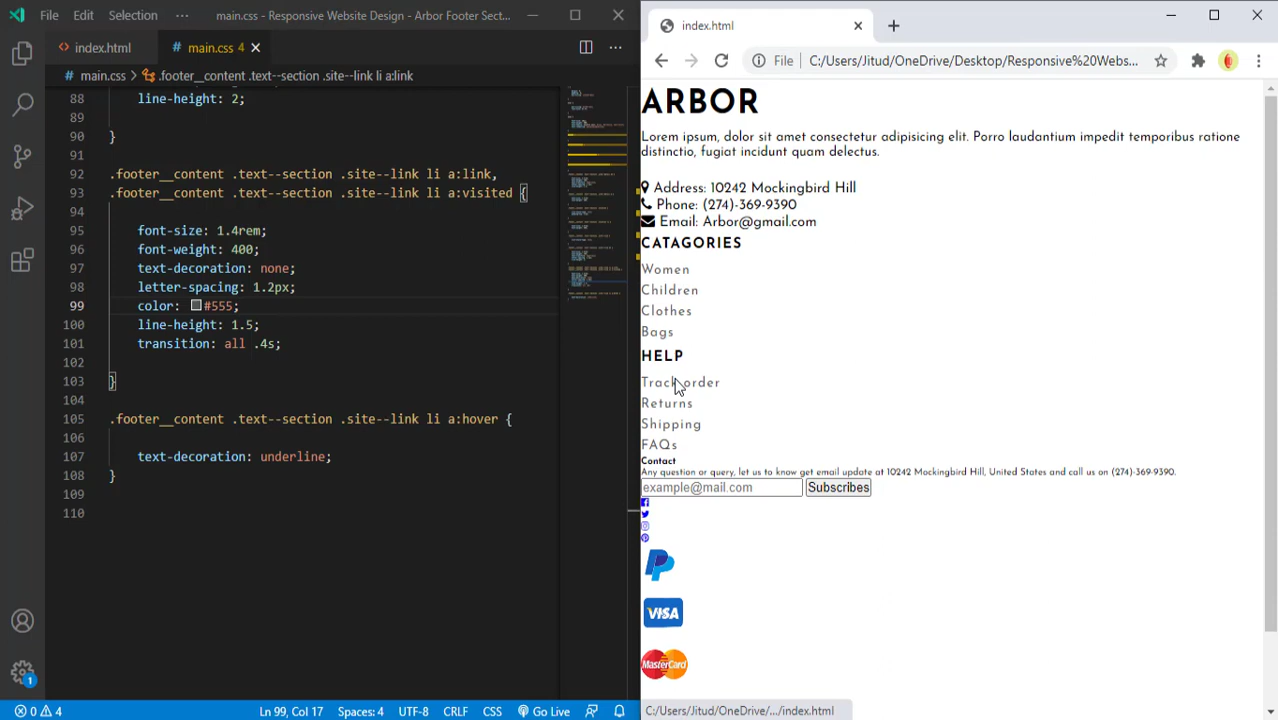 File Edit Selection ··· main.css - Responsive Website Design - Arbor Footer Sect...
index.html
main.css 4
# main.css > .footer__content .text--section .site--link li alink
88 line-height: 2;
89
90 }
91
92 .footer__content .text--section .site--link li a:link,
93 .footer__content .text--section .site--link li a:visited {
94
95 font-size: 1.4rem;
96 font-weight: 400;
97 text-decoration: none;
98 letter-spacing: 1.2px;
99 color: #555;
100 line-height: 1.5;
101 transition: all .4s;
102
103 }
104
105 .footer__content .text--section .site--link li a:hover {
106
107 text-decoration: underline;
108 }
109
110
1
0 4 Ln 99, Col 17 Spaces: 4 UTF-8 CRLF CSS Go Live
index.html
File C:/Users/Jitud/OneDrive/Desktop/Responsive%20Webs...
ARBOR
Lorem ipsum, dolor sit amet consectetur adipisicing elit. Porro laudantium impedit temporibus ratione
distinctio, fugiat incidunt quam delectus.
Address: 10242 Mockingbird Hill
Phone: (274)-369-9390
Email: Arbor@gmail.com
CATAGORIES
Women
Children
Clothes
Bags
HELP
Track order
Returns
Shipping
FAQs
Contact
Any question or query, let us to know get email update at 10242 Mockingbird Hill, United States and call us on (274)-369-9390.
example@mail.com Subscribes
PayPal
VISA
MasterCard
C:/Users/Jitud/OneDrive/.../index.html